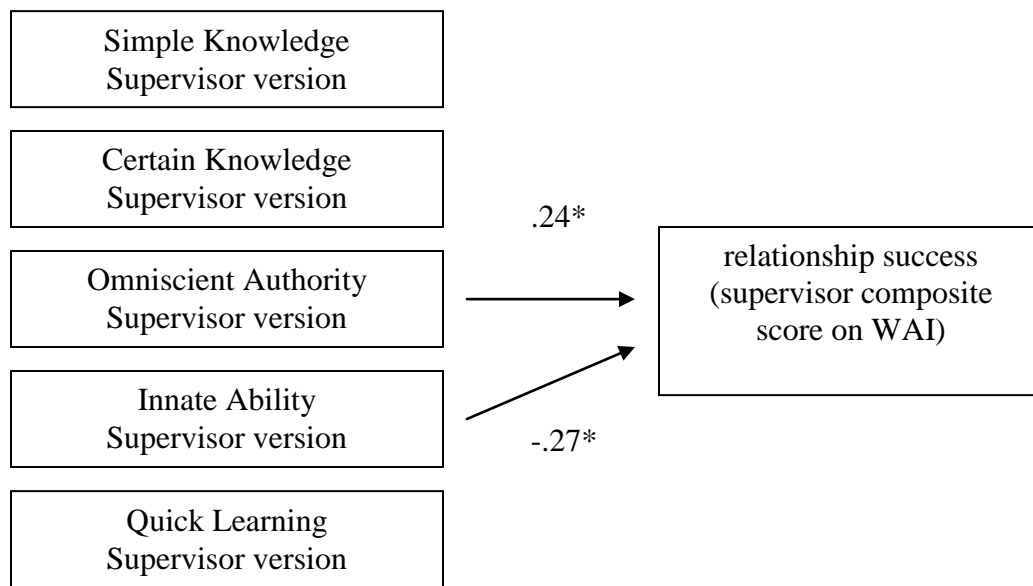 Simple Knowledge
Supervisor version
Certain Knowledge
Supervisor version
.24*
Omniscient Authority
Supervisor version
relationship success
(supervisor composite
score on WAI)
Innate Ability
Supervisor version
-.27*
Quick Learning
Supervisor version